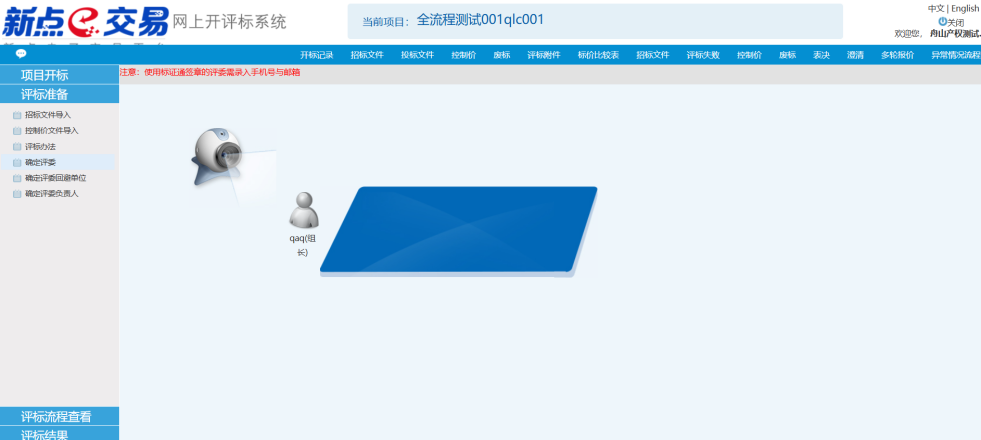 新点e交易
网上开评标系统
当前项目：全流程测试001qlc001
中文 | English
关闭
欢迎您，舟山产权测试.
开标记录 招标文件 投标文件 控制价 废标 评标附件 标价比较表 招标文件 评标失败 控制价 废标 表决 澄清 多轮报价 异常情况流程
项目开标
评标准备
注意：使用标证通签章的评委需录入手机号与邮箱
招标文件导入
控制价文件导入
评标办法
确定评委
确定评委回避单位
确定评委负责人
qaq(组
长)
评标流程查看
评标结果